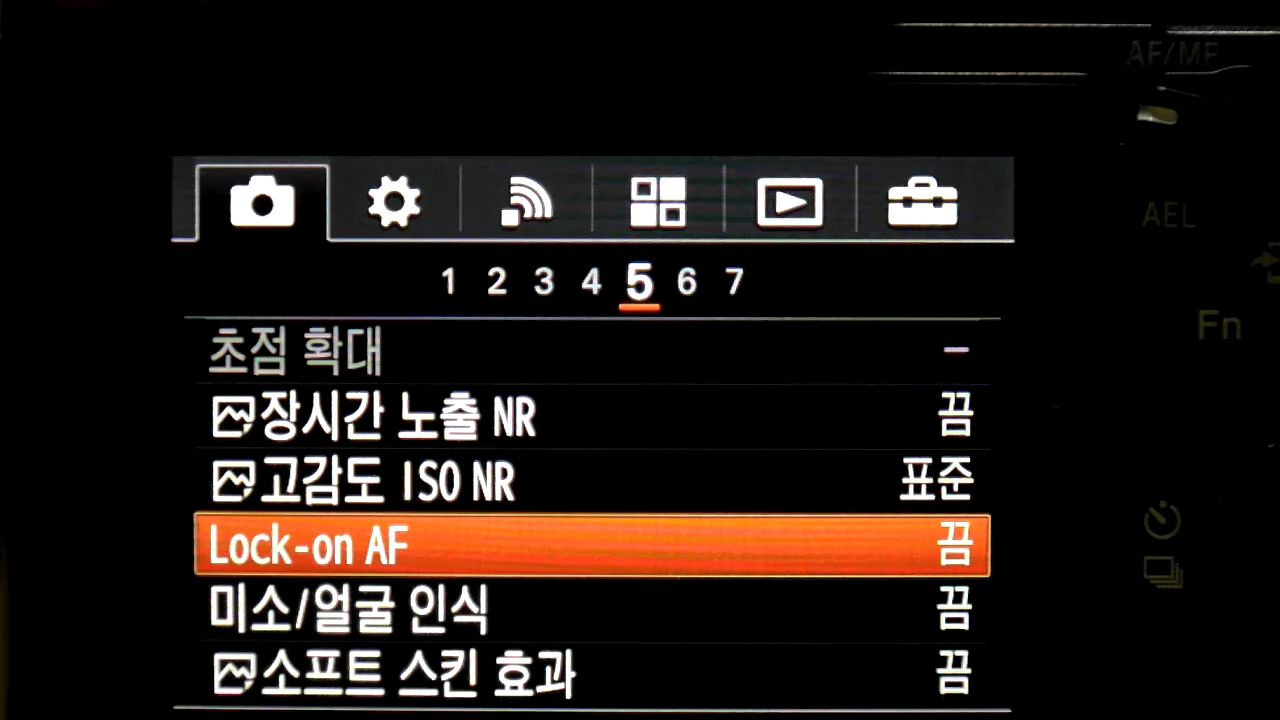 AF/MF
AEL
Fn
1 2 3 4 5 6 7
초점 확대 –
장시간 노출 NR 끔
고감도 ISO NR 표준
Lock-on AF 끔
미소/얼굴 인식 끔
소프트 스킨 효과 끔